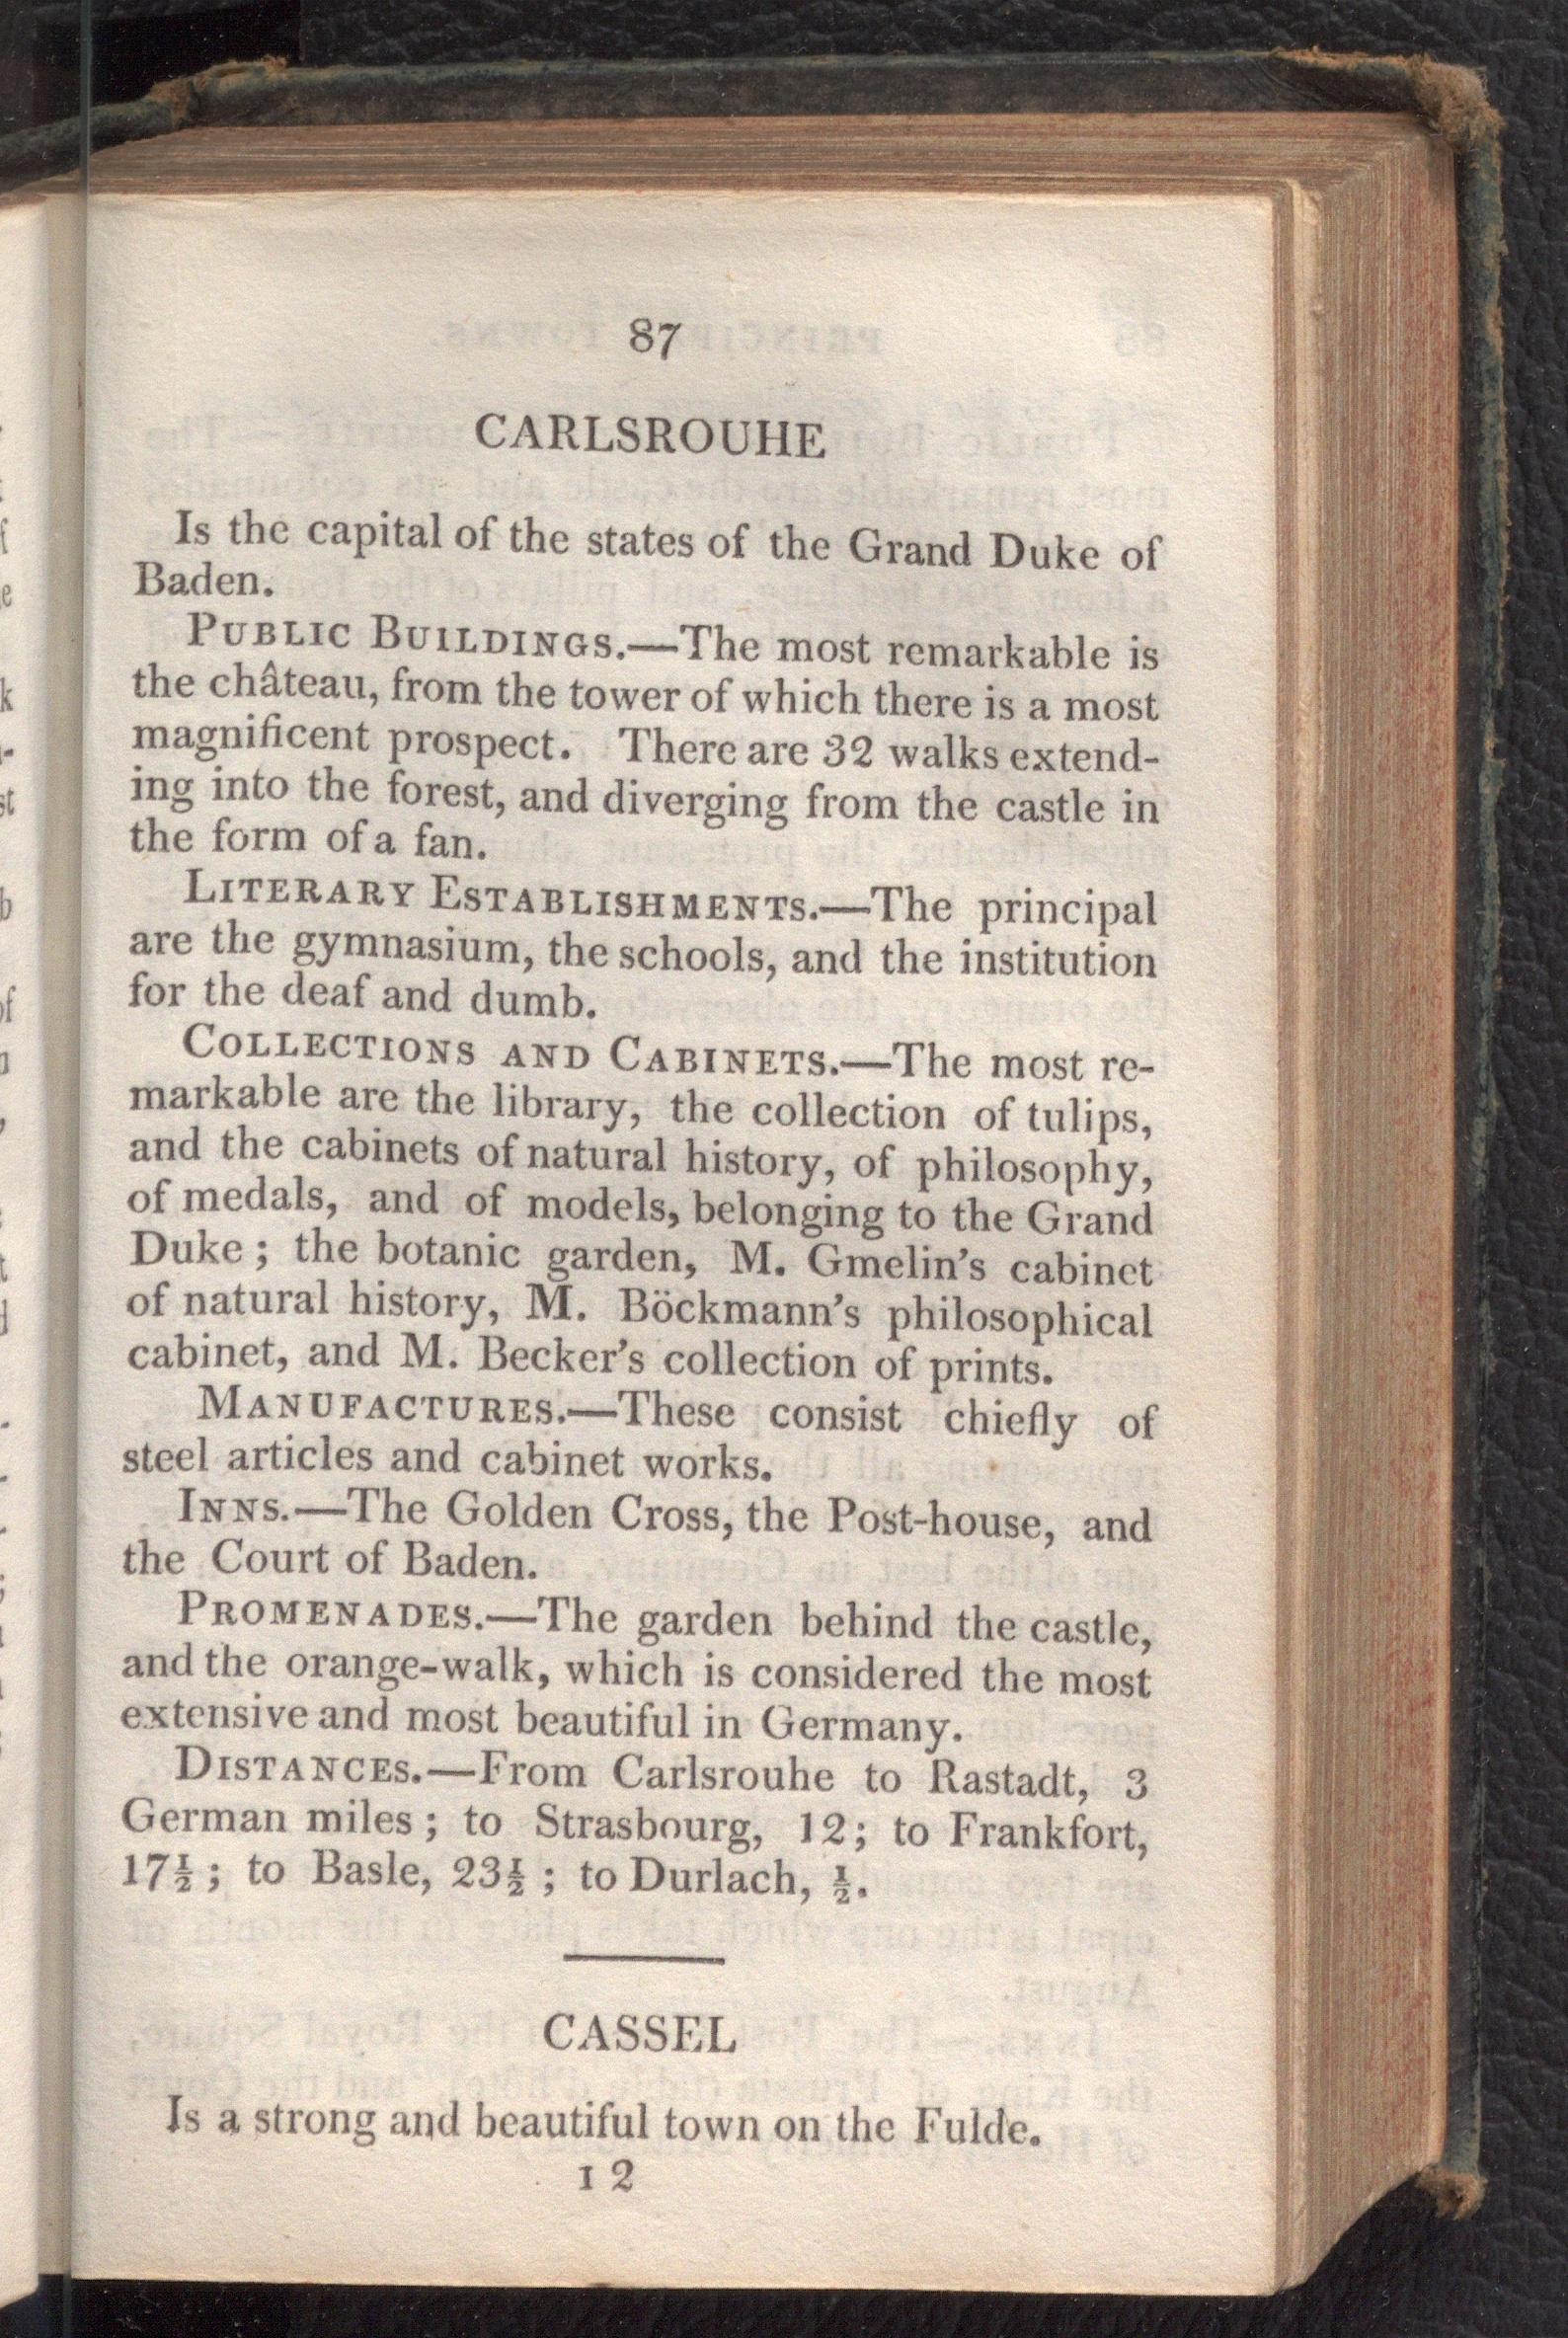 87
CARLSROUHE
Is the capital of the states of the Grand Duke of
Baden.
PUBLIC BUILDINGS.—The most remarkable is
the château, from the tower of which there is a most
magnificent prospect. There are 32 walks extend-
ing into the forest, and diverging from the castle in
the form of a fan.
LITERARY ESTABLISHMENTS.—The principal
are the gymnasium, the schools, and the institution
for the deaf and dumb.
COLLECTIONS AND CABINETS.—The most re-
markable are the library, the collection of tulips,
and the cabinets of natural history, of philosophy,
of medals, and of models, belonging to the Grand
Duke; the botanic garden, M. Gmelin's cabinet
of natural history, M. Böckmann's philosophical
cabinet, and M. Becker's collection of prints.
MANUFACTURES.—These consist chiefly of
steel articles and cabinet works.
INNS.—The Golden Cross, the Post-house, and
the Court of Baden.
PROMENADES.—The garden behind the castle,
and the orange-walk, which is considered the most
extensive and most beautiful in Germany.
DISTANCES.—From Carlsrouhe to Rastadt, 3
German miles; to Strasbourg, 12; to Frankfort,
17½; to Basle, 23½; to Durlach, ½.
CASSEL
Is a strong and beautiful town on the Fulde.
I 2